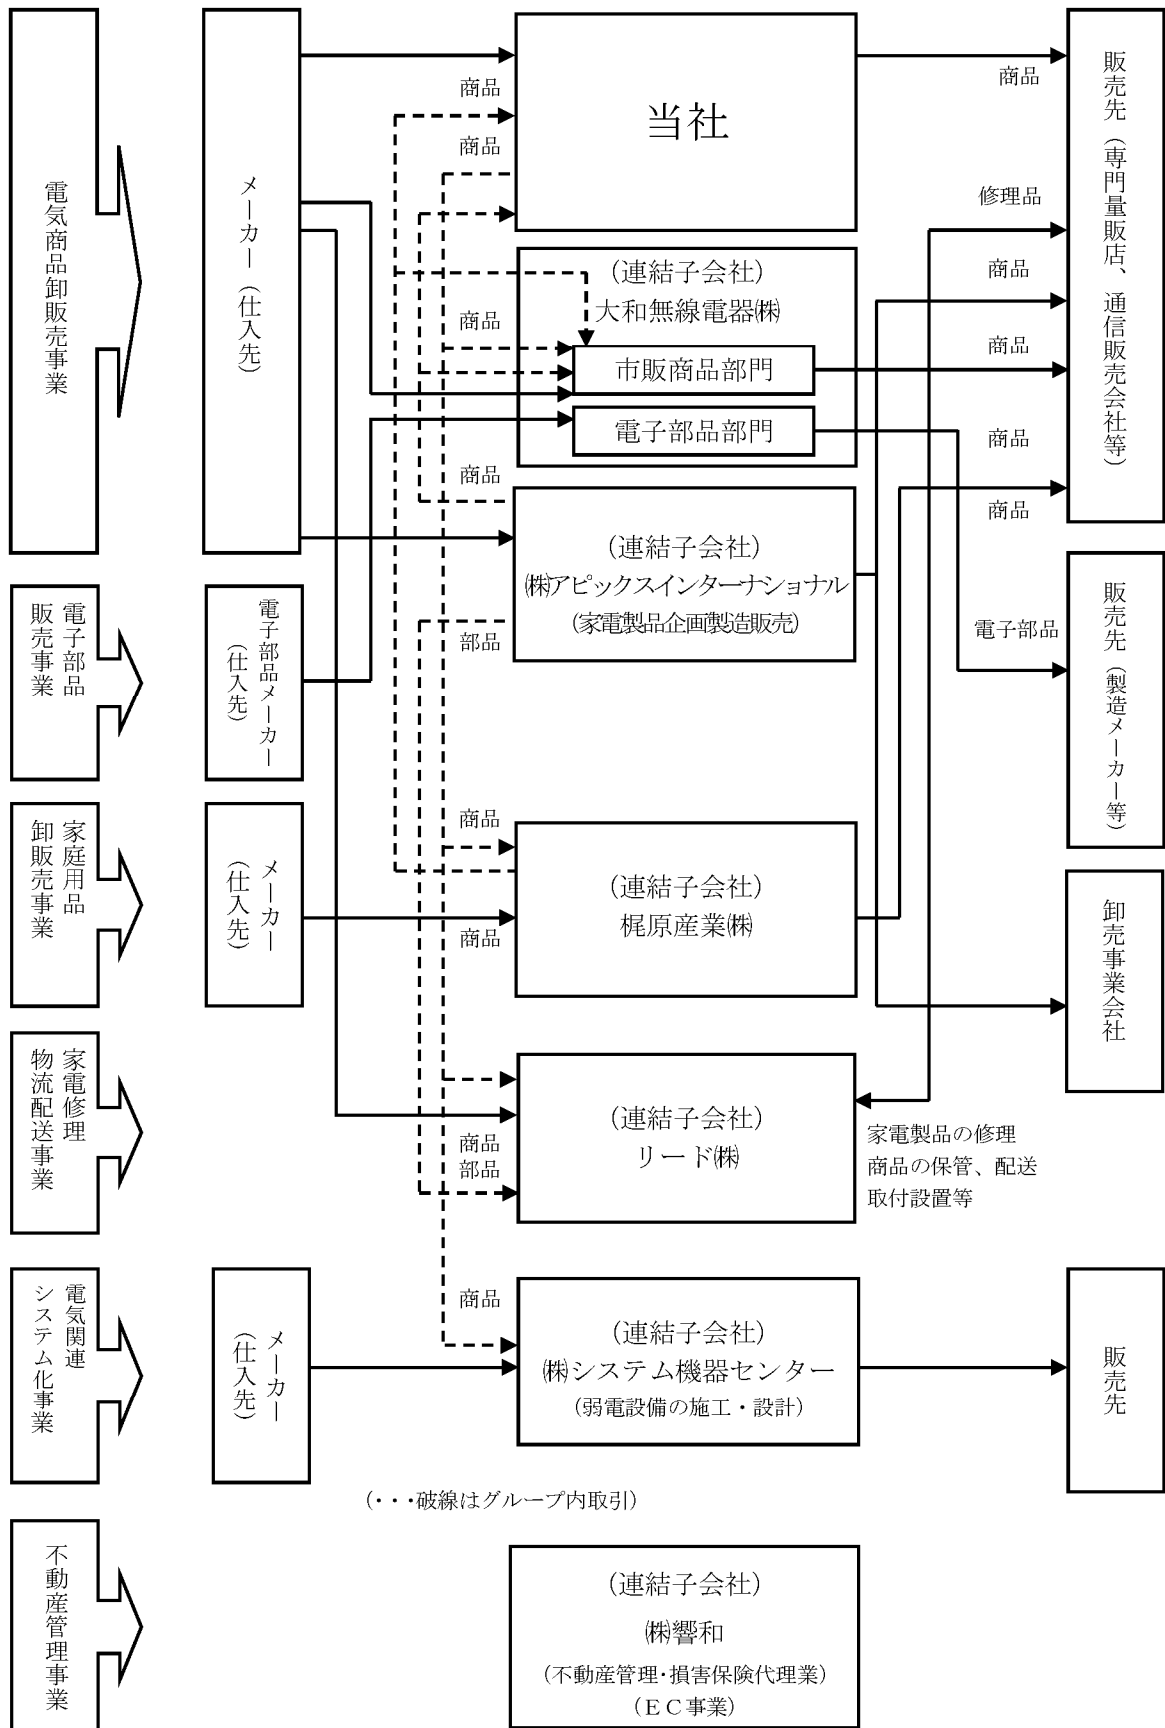 電気商品卸販売事業
メーカー（仕入先）
商品
商品
当社
商品
修理品
商品
商品
商品
商品
販売先（専門量販店、通信販売会社等）
商品
（連結子会社）
大和無線電器㈱
市販商品部門
電子部品部門
商品
（連結子会社）
㈱アピックスインターナショナル
（家電製品企画製造販売）
部品
電子部品
販売事業
電子部品メーカー
（仕入先）
電子部品
販売先（製造メーカー等）
家庭用品
卸販売事業
メーカー
（仕入先）
商品
商品
（連結子会社）
梶原産業㈱
卸売事業会社
家電修理
物流配送事業
商品
部品
（連結子会社）
リード㈱
家電製品の修理
商品の保管、配送
取付設置等
電気関連
システム化事業
メーカー
（仕入先）
商品
（連結子会社）
㈱システム機器センター
（弱電設備の施工・設計）
販売先
（・・・破線はグループ内取引）
不動産管理事業
（連結子会社）
㈱響和
（不動産管理・損害保険代理業）
（ＥＣ事業）